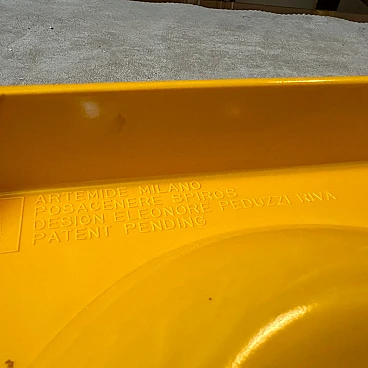 ARTEMIDE MILANO
POSACENERE SPIROS
DESIGN ELEONORE PEDUZZI RIVA
PATENT PENDING